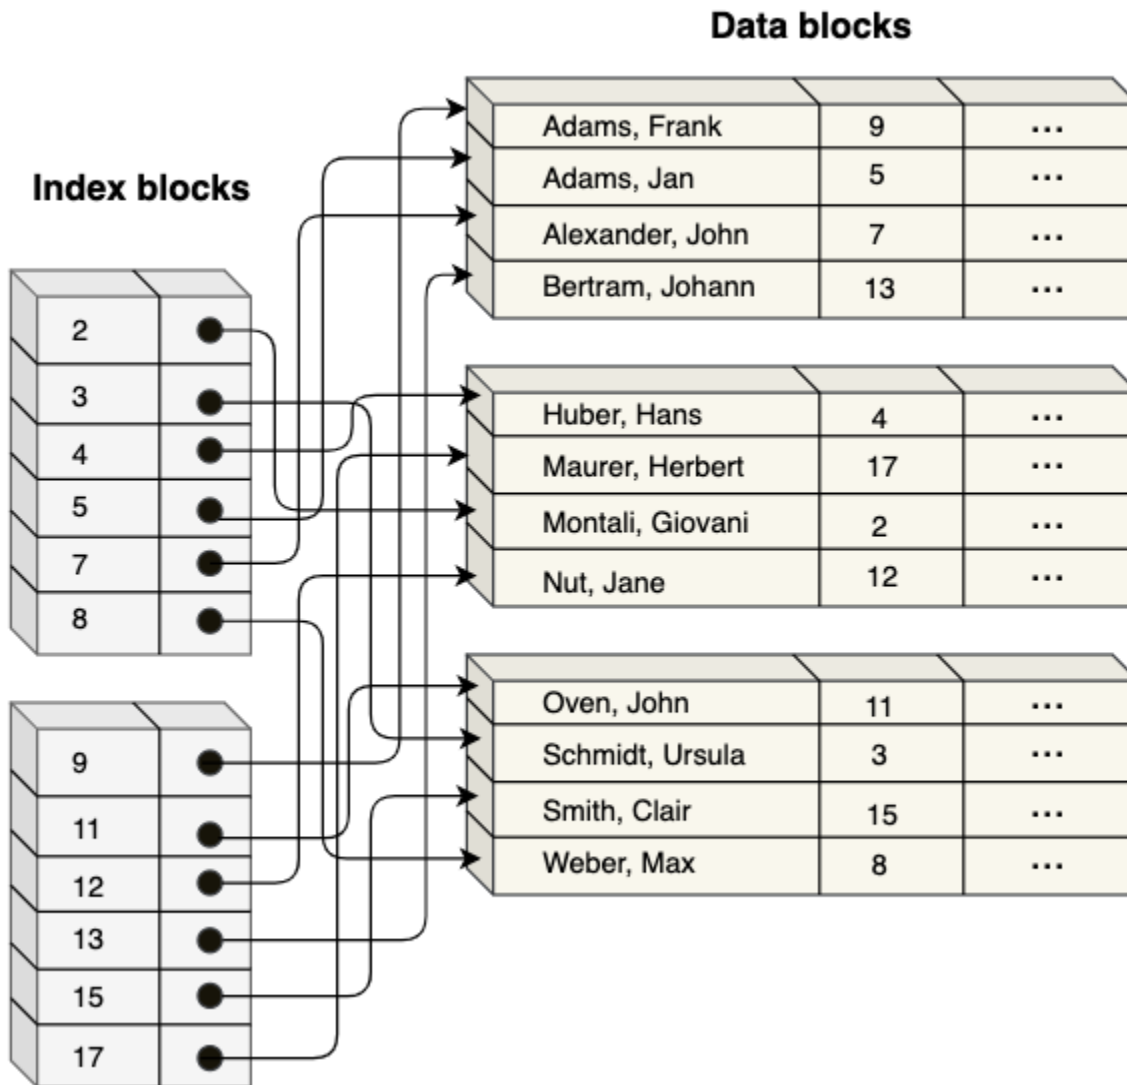 Data blocks
Index blocks
2
3
4
5
7
8
9
11
12
13
15
17
Adams, Frank 9 ...
Adams, Jan 5 ...
Alexander, John 7 ...
Bertram, Johann 13 ...
Huber, Hans 4 ...
Maurer, Herbert 17 ...
Montali, Giovani 2 ...
Nut, Jane 12 ...
Oven, John 11 ...
Schmidt, Ursula 3 ...
Smith, Clair 15 ...
Weber, Max 8 ...